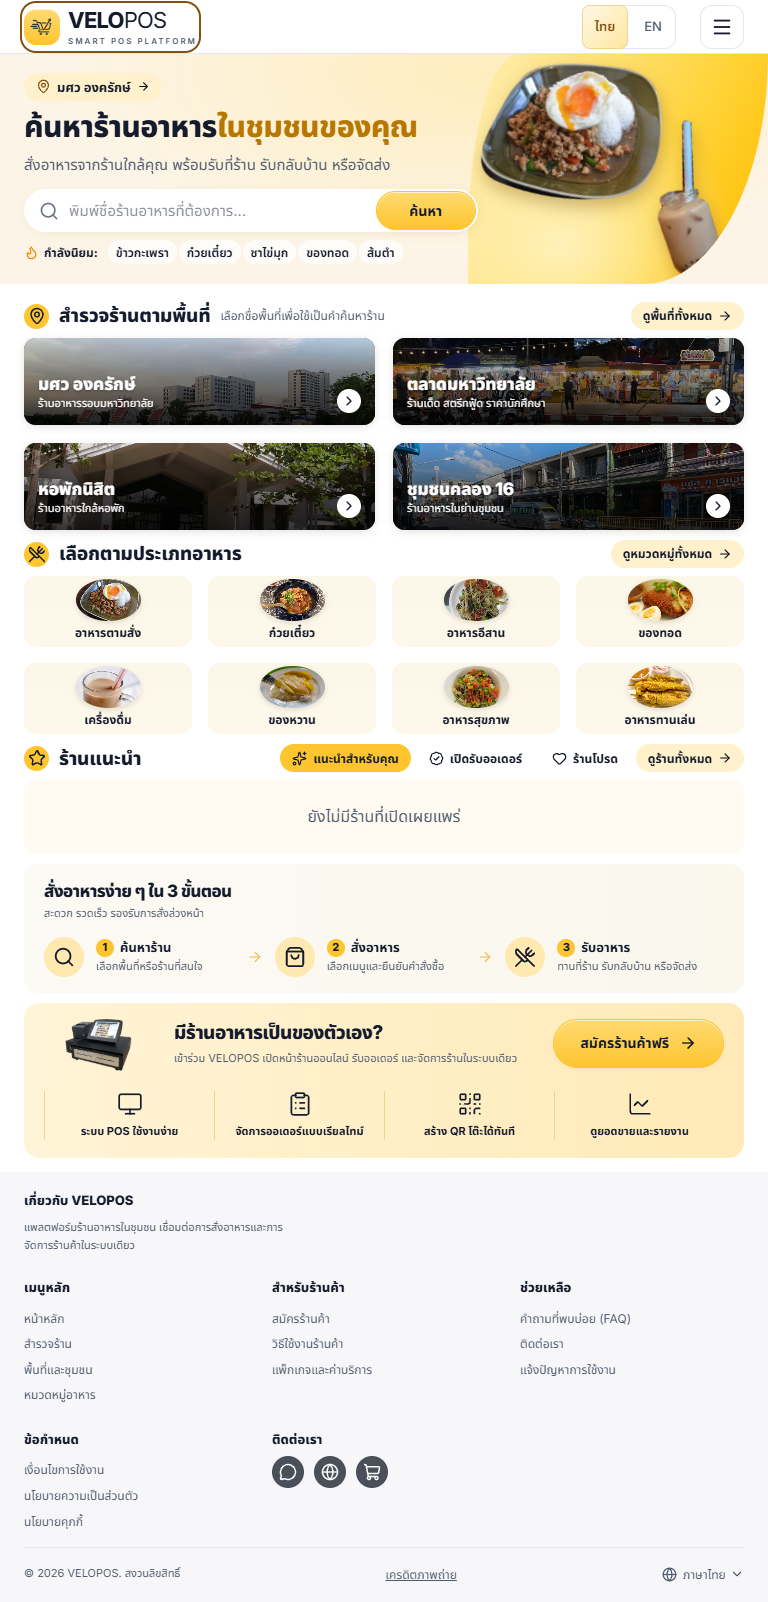 VELOPOS
SMART POS PLATFORM
ไทย
EN
มศว องครักษ์
ค้นหาร้านอาหารในชุมชนของคุณ
สั่งอาหารจากร้านใกล้คุณ พร้อมรับที่ร้าน รับกลับบ้าน หรือจัดส่ง
พิมพ์ชื่อร้านอาหารที่ต้องการ...
ค้นหา
กำลังนิยม: ข้าวกะเพรา ก๋วยเตี๋ยว ชาไข่มุก ของทอด ส้มตำ
สำรวจร้านตามพื้นที่ เลือกชื่อพื้นที่เพื่อใช้เป็นคำค้นหาร้าน ดูพื้นที่ทั้งหมด
มศว องครักษ์
ร้านอาหารรอบมหาวิทยาลัย
ตลาดมหาวิทยาลัย
ร้านเด็ด สตรีทฟู้ด ราคานักศึกษา
หอพักนิสิต
ร้านอาหารใกล้หอพัก
ชุมชนคลอง 16
ร้านอาหารในย่านชุมชน
เลือกตามประเภทอาหาร ดูหมวดหมู่ทั้งหมด
อาหารตามสั่ง
ก๋วยเตี๋ยว
อาหารอีสาน
ของทอด
เครื่องดื่ม
ของหวาน
อาหารสุขภาพ
อาหารทานเล่น
ร้านแนะนำ แนะนำสำหรับคุณ เปิดรับออเดอร์ ร้านโปรด ดูร้านทั้งหมด
ยังไม่มีร้านที่เปิดเผยแพร่
สั่งอาหารง่าย ๆ ใน 3 ขั้นตอน
สะดวก รวดเร็ว รองรับการสั่งล่วงหน้า
1 ค้นหาร้าน
เลือกพื้นที่หรือร้านที่สนใจ
2 สั่งอาหาร
เลือกเมนูและยืนยันคำสั่งซื้อ
3 รับอาหาร
ทานที่ร้าน รับกลับบ้าน หรือจัดส่ง
มีร้านอาหารเป็นของตัวเอง?
เข้าร่วม VELOPOS เปิดหน้าร้านออนไลน์ รับออเดอร์ และจัดการร้านในระบบเดียว
สมัครร้านค้าฟรี
ระบบ POS ใช้งานง่าย
จัดการออเดอร์แบบเรียลไทม์
สร้าง QR โต๊ะได้ทันที
ดูยอดขายและรายงาน
เกี่ยวกับ VELOPOS
แพลตฟอร์มร้านอาหารในชุมชน เชื่อมต่อการสั่งอาหารและการ
จัดการร้านค้าในระบบเดียว
เมนูหลัก
หน้าหลัก
สำรวจร้าน
พื้นที่และชุมชน
หมวดหมู่อาหาร
สำหรับร้านค้า
สมัครร้านค้า
วิธีใช้งานร้านค้า
แพ็กเกจและค่าบริการ
ช่วยเหลือ
คำถามที่พบบ่อย (FAQ)
ติดต่อเรา
แจ้งปัญหาการใช้งาน
ข้อกำหนด
เงื่อนไขการใช้งาน
นโยบายความเป็นส่วนตัว
นโยบายคุกกี้
ติดต่อเรา
© 2026 VELOPOS. สงวนลิขสิทธิ์
เครดิตภาพถ่าย
ภาษาไทย